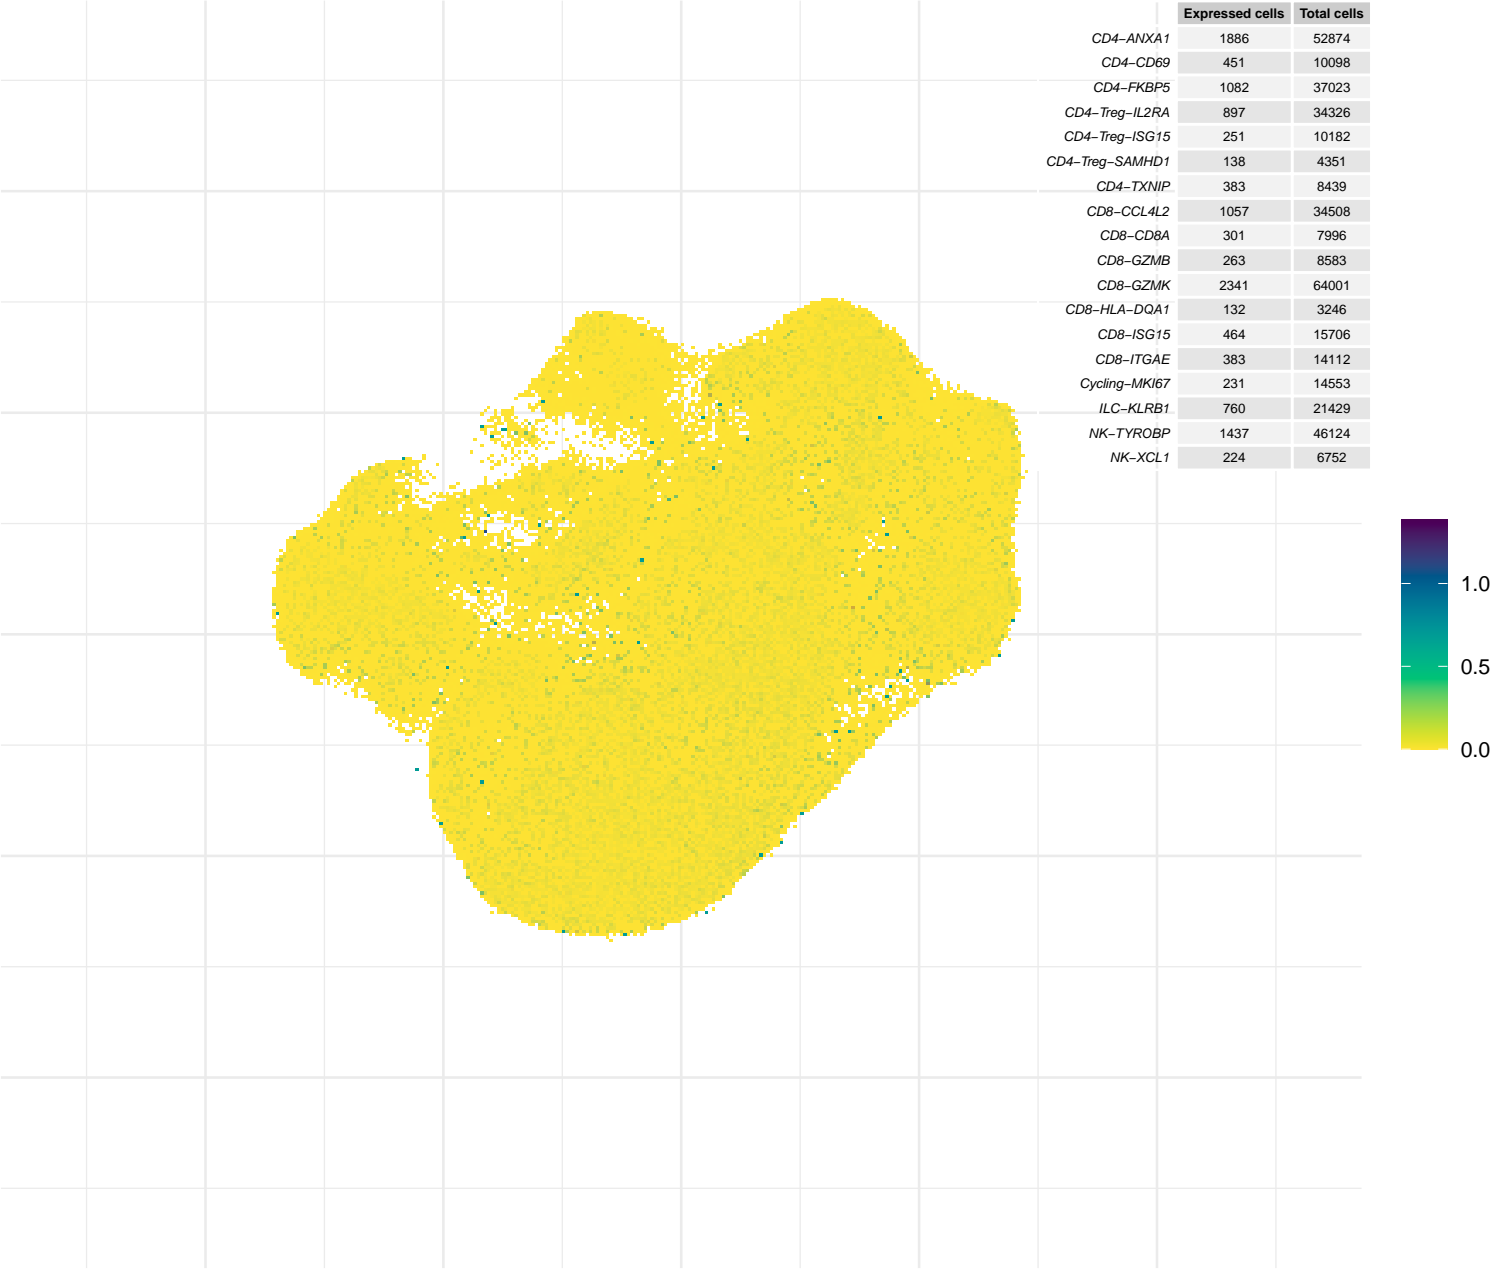 Expressed cells Total cells
CD4−ANXA1 1886 52874
CD4−CD69 451 10098
CD4−FKBP5 1082 37023
CD4−Treg−IL2RA 897 34326
CD4−Treg−ISG15 251 10182
CD4−Treg−SAMHD1 138 4351
CD4−TXNIP 383 8439
CD8−CCL4L2 1057 34508
CD8−CD8A 301 7996
CD8−GZMB 263 8583
CD8−GZMK 2341 64001
CD8−HLA−DQA1 132 3246
CD8−ISG15 464 15706
CD8−ITGAE 383 14112
Cycling−MKI67 231 14553
ILC−KLRB1 760 21429
NK−TYROBP 1437 46124
NK−XCL1 224 6752
1.0
0.5
0.0